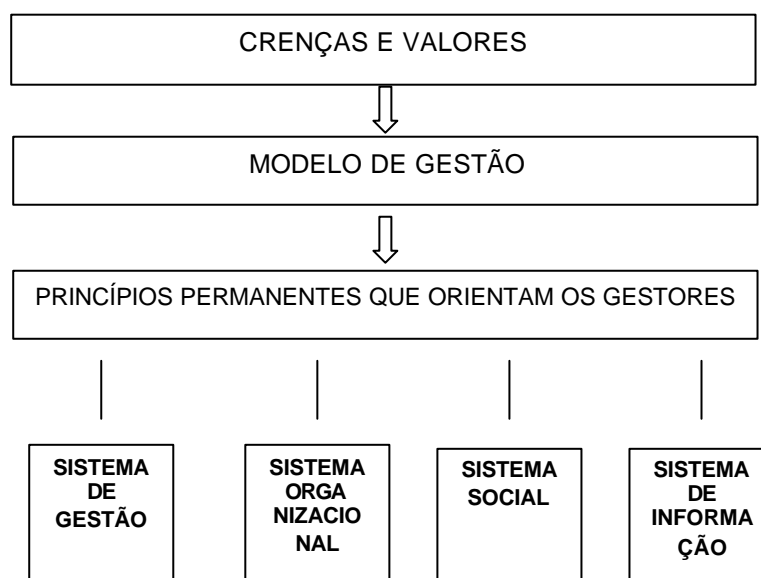 CRENÇAS E VALORES
MODELO DE GESTÃO
PRINCÍPIOS PERMANENTES QUE ORIENTAM OS GESTORES
SISTEMA
DE
GESTÃO
SISTEMA
ORGA
NIZACIO
NAL
SISTEMA
SOCIAL
SISTEMA
DE
INFORMA
ÇÃO